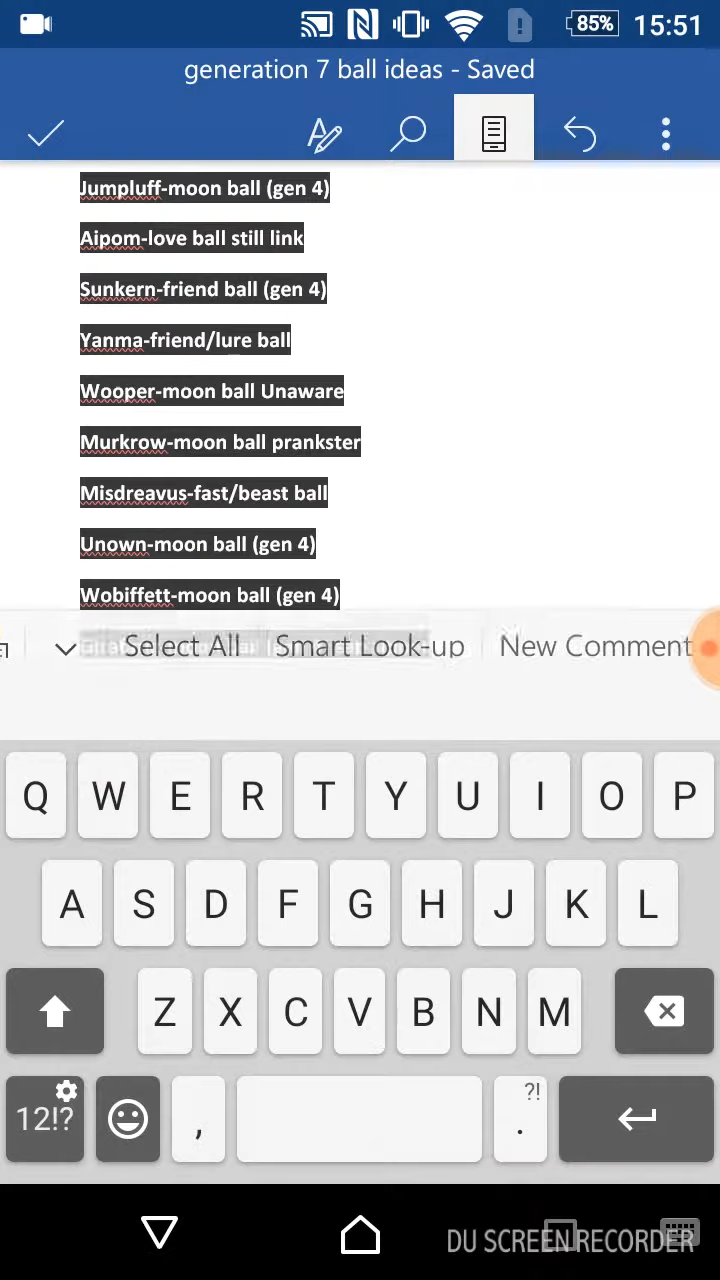 85% 15:51
generation 7 ball ideas - Saved
Jumpluff-moon ball (gen 4)
Aipom-love ball still link
Sunkern-friend ball (gen 4)
Yanma-friend/lure ball
Wooper-moon ball Unaware
Murkrow-moon ball prankster
Misdreavus-fast/beast ball
Unown-moon ball (gen 4)
Wobiffett-moon ball (gen 4)
Select All Smart Look-up New Comment
Q W E R T Y U I O P
A S D F G H J K L
Z X C V B N M
12!? , . ?!
DU SCREEN RECORDER